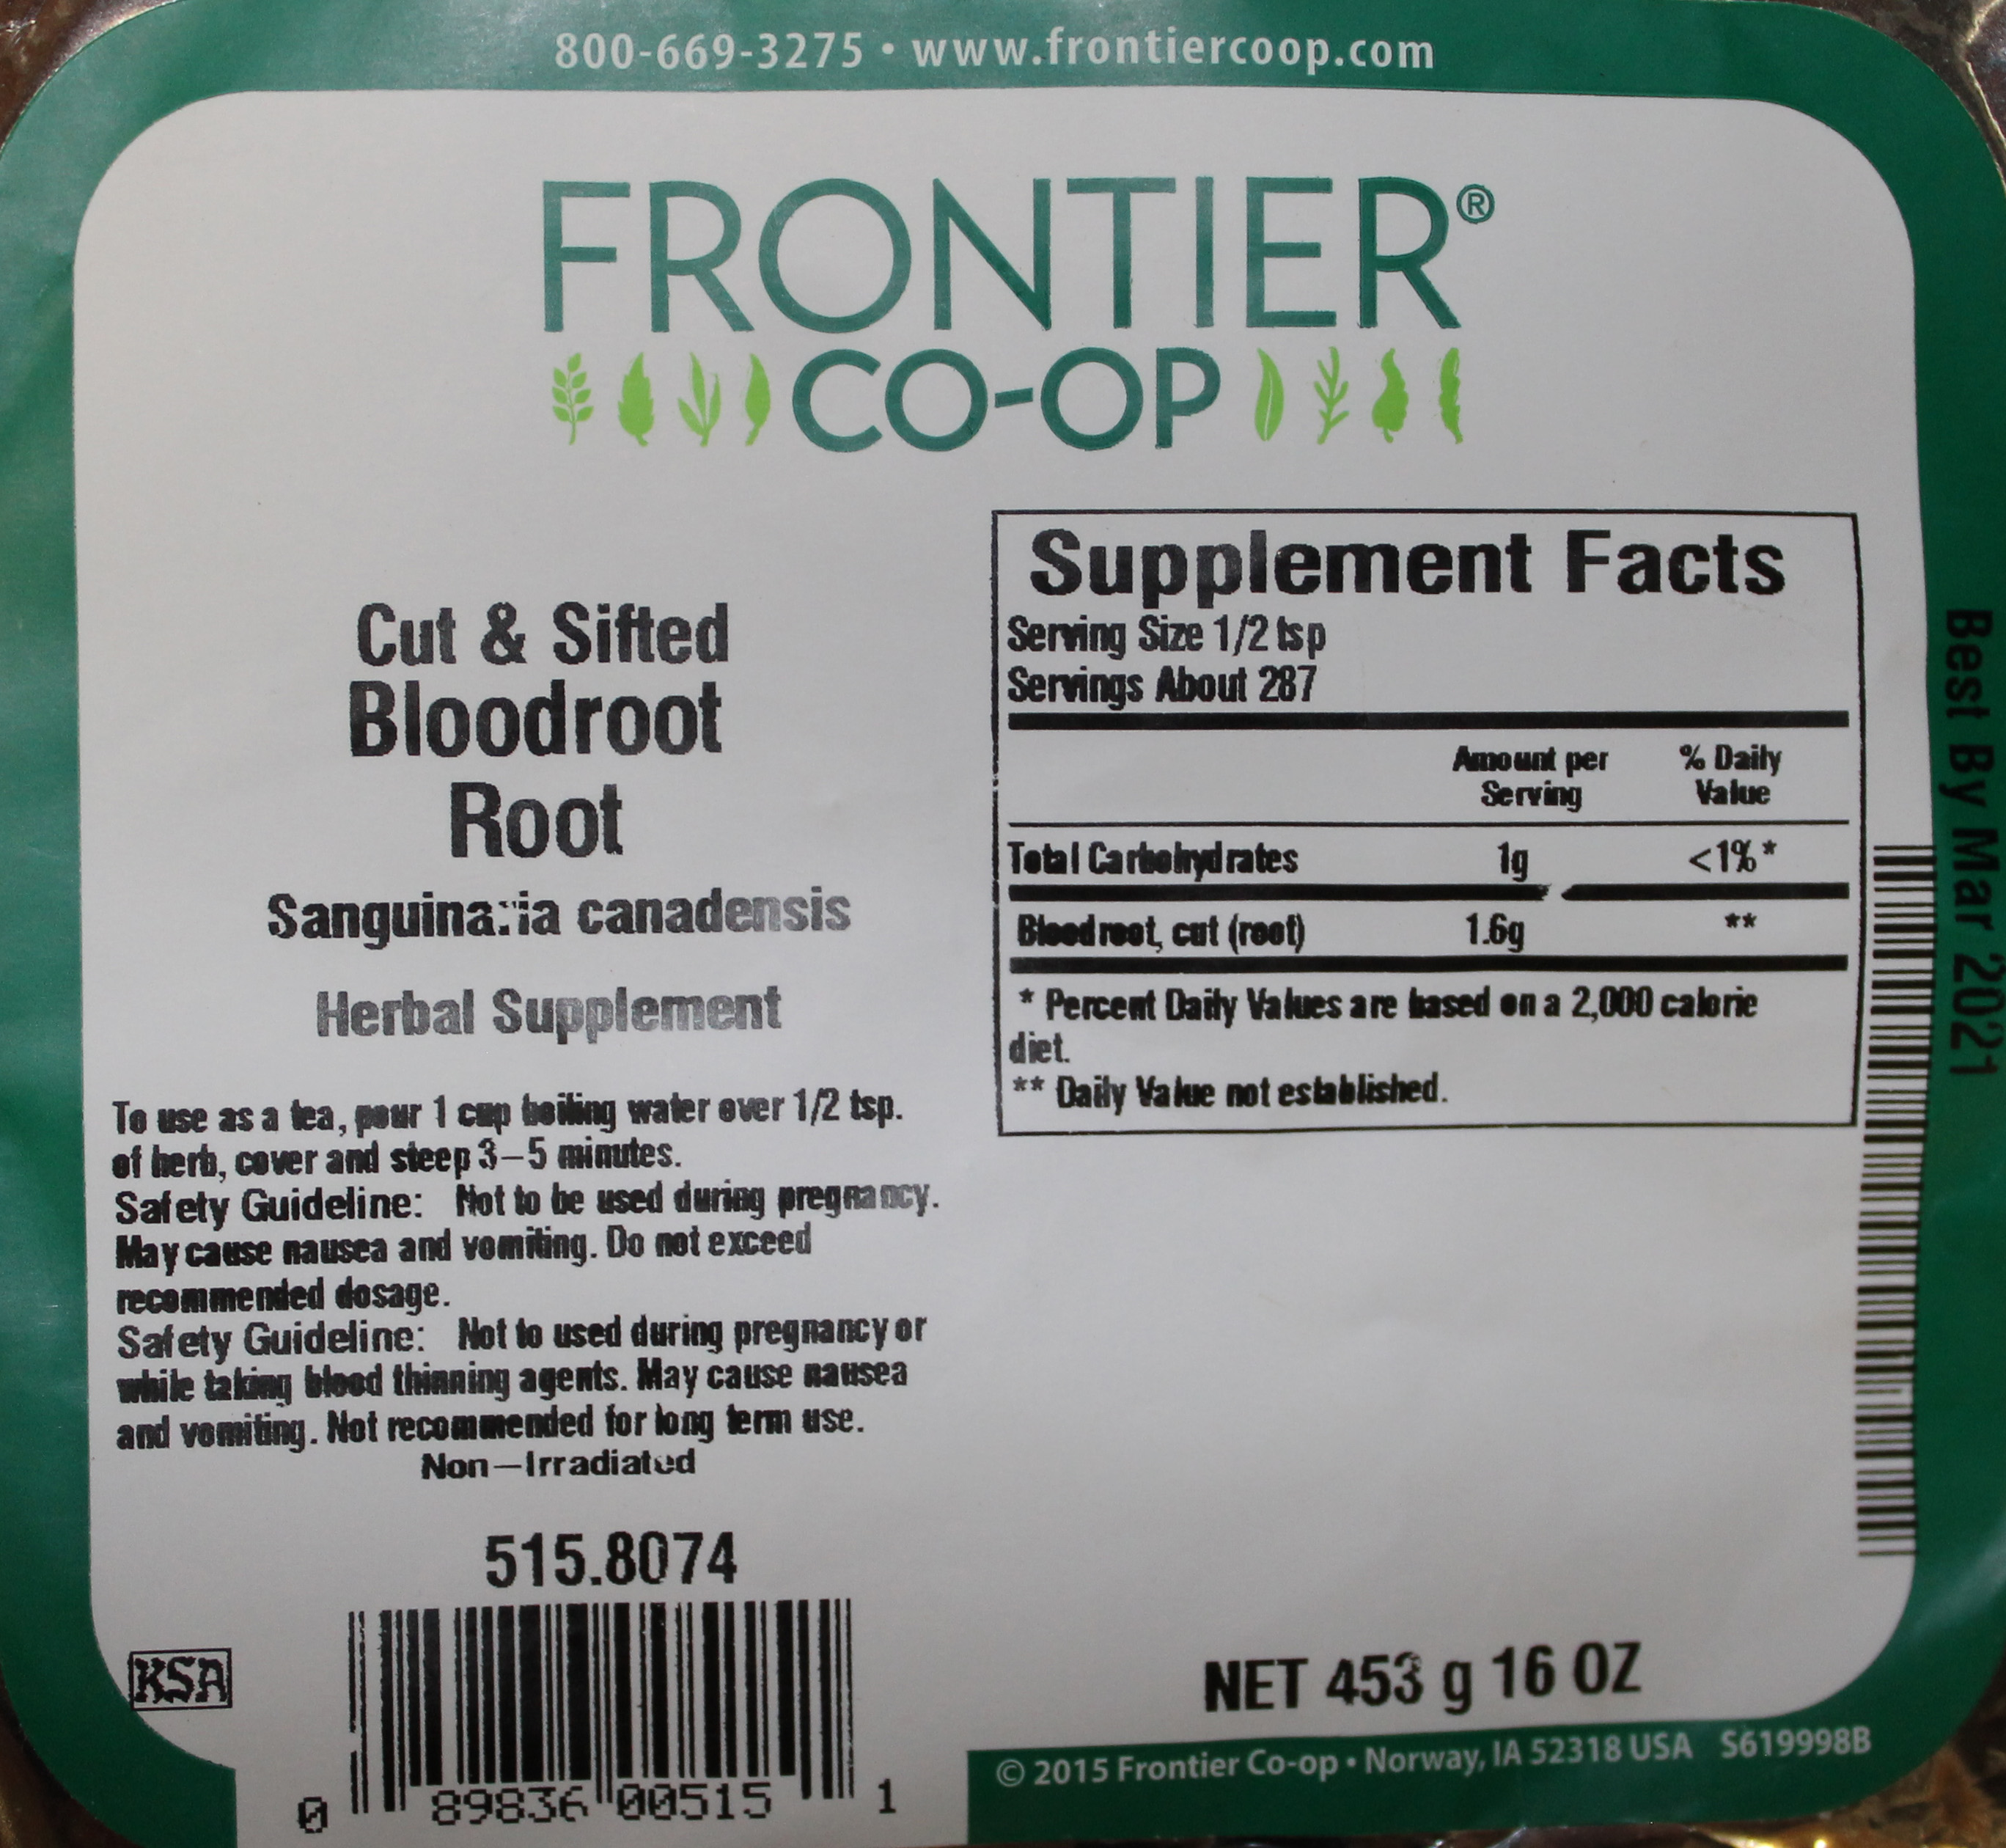 800-669-3275 • www.frontiercoop.com
FRONTIER®
CO-OP
Cut & Sifted
Bloodroot
Root
Sanguinaria canadensis
Herbal Supplement
To use as a tea, pour 1 cup boiling water over 1/2 tsp.
of herb, cover and steep 3-5 minutes.
Safety Guideline: Not to be used during pregnancy.
May cause nausea and vomiting. Do not exceed
recommended dosage.
Safety Guideline: Not to used during pregnancy or
while taking blood thinning agents. May cause nausea
and vomiting. Not recommended for long term use.
Non-Irradiated
515.8074
KSA
0 89836 00515 1
Supplement Facts
Serving Size 1/2 tsp
Servings About 287
Amount per Serving % Daily Value
Total Carbohydrates 1g <1%*
Bloodroot, cut (root) 1.6g **
* Percent Daily Values are based on a 2,000 calorie
diet.
** Daily Value not established.
Best By Mar 2021
NET 453 g 16 OZ
© 2015 Frontier Co-op • Norway, IA 52318 USA S619998B